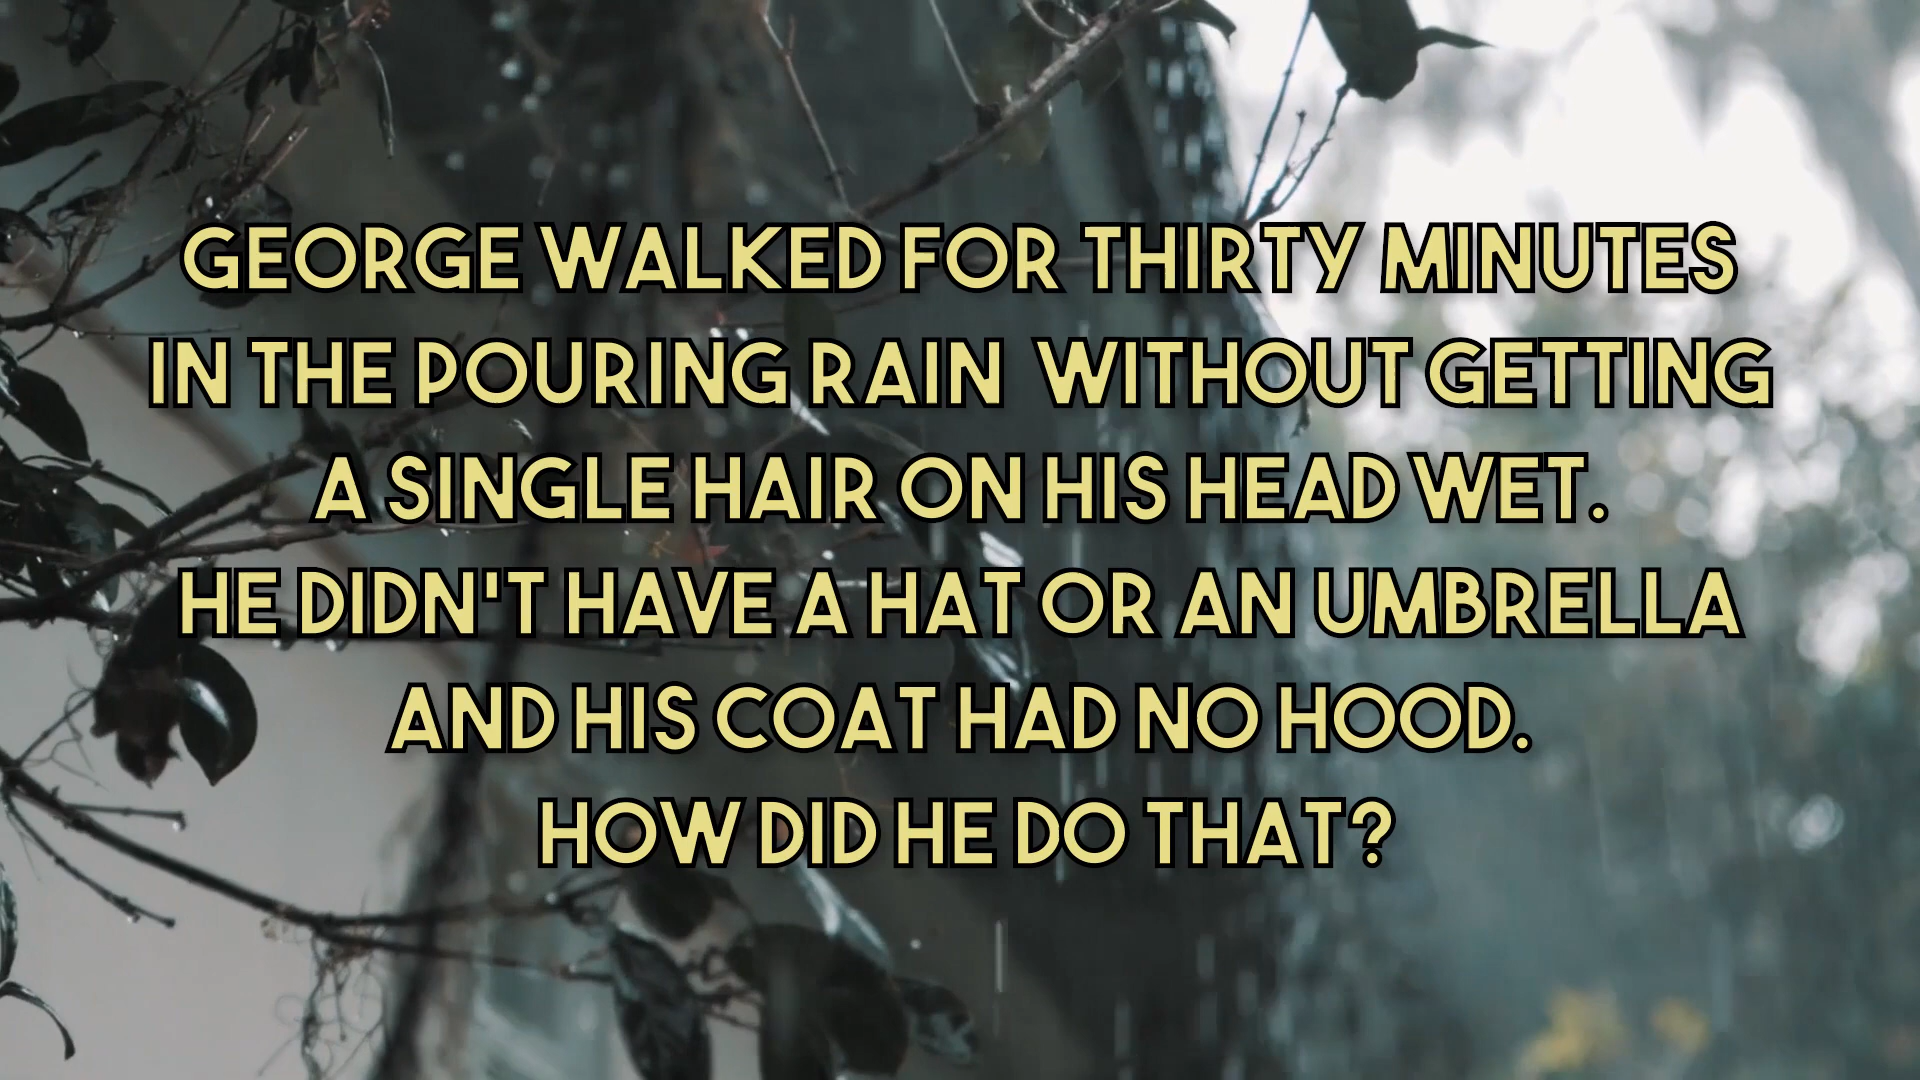 GEORGE WALKED FOR THIRTY MINUTES
IN THE POURING RAIN WITHOUT GETTING
A SINGLE HAIR ON HIS HEAD WET.
HE DIDN'T HAVE A HAT OR AN UMBRELLA
AND HIS COAT HAD NO HOOD.
HOW DID HE DO THAT?